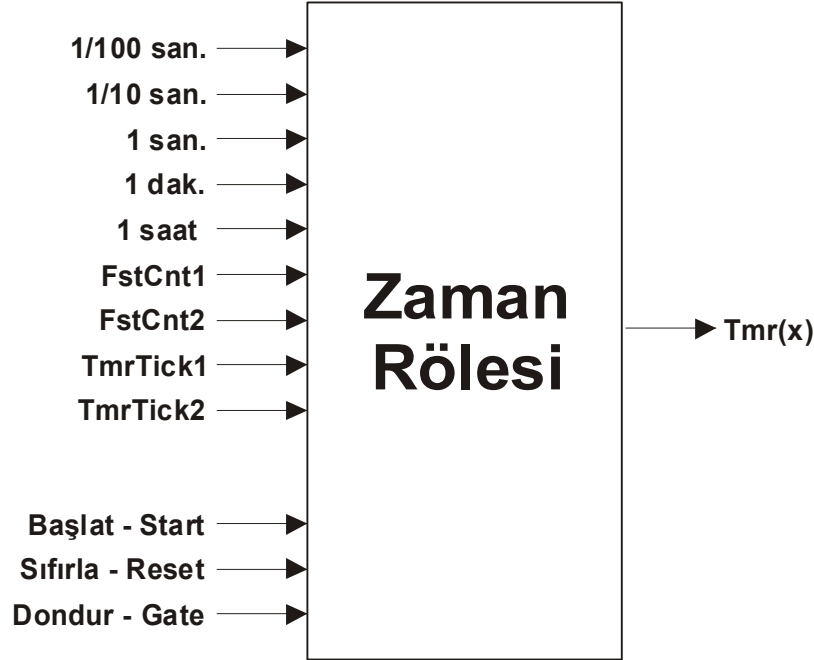 1/100 san.
1/10 san.
1 san.
1 dak.
1 saat
FstCnt1
FstCnt2
TmrTick1
TmrTick2
Başlat - Start
Sıfırla - Reset
Dondur - Gate
Zaman
Rölesi
Tmr(x)